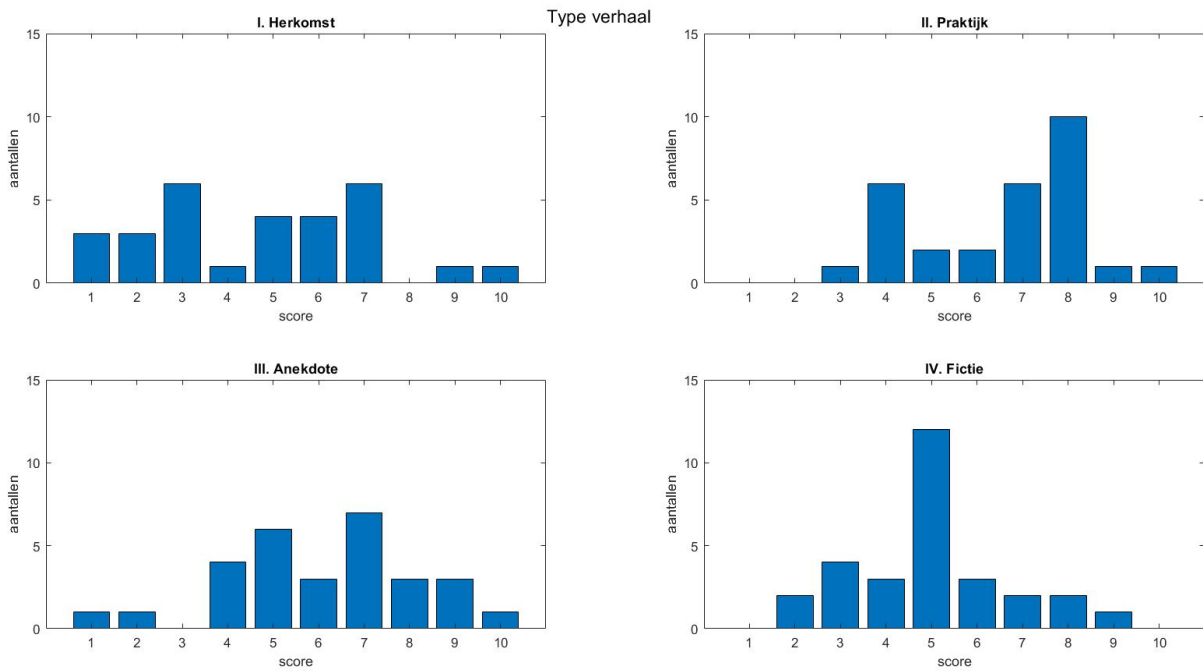 Type verhaal
I. Herkomst
15
10
5
0
aantallen
1 2 3 4 5 6 7 8 9 10
score
II. Praktijk
15
10
5
0
aantallen
1 2 3 4 5 6 7 8 9 10
score
III. Anekdote
15
10
5
0
aantallen
1 2 3 4 5 6 7 8 9 10
score
IV. Fictie
15
10
5
0
aantallen
1 2 3 4 5 6 7 8 9 10
score